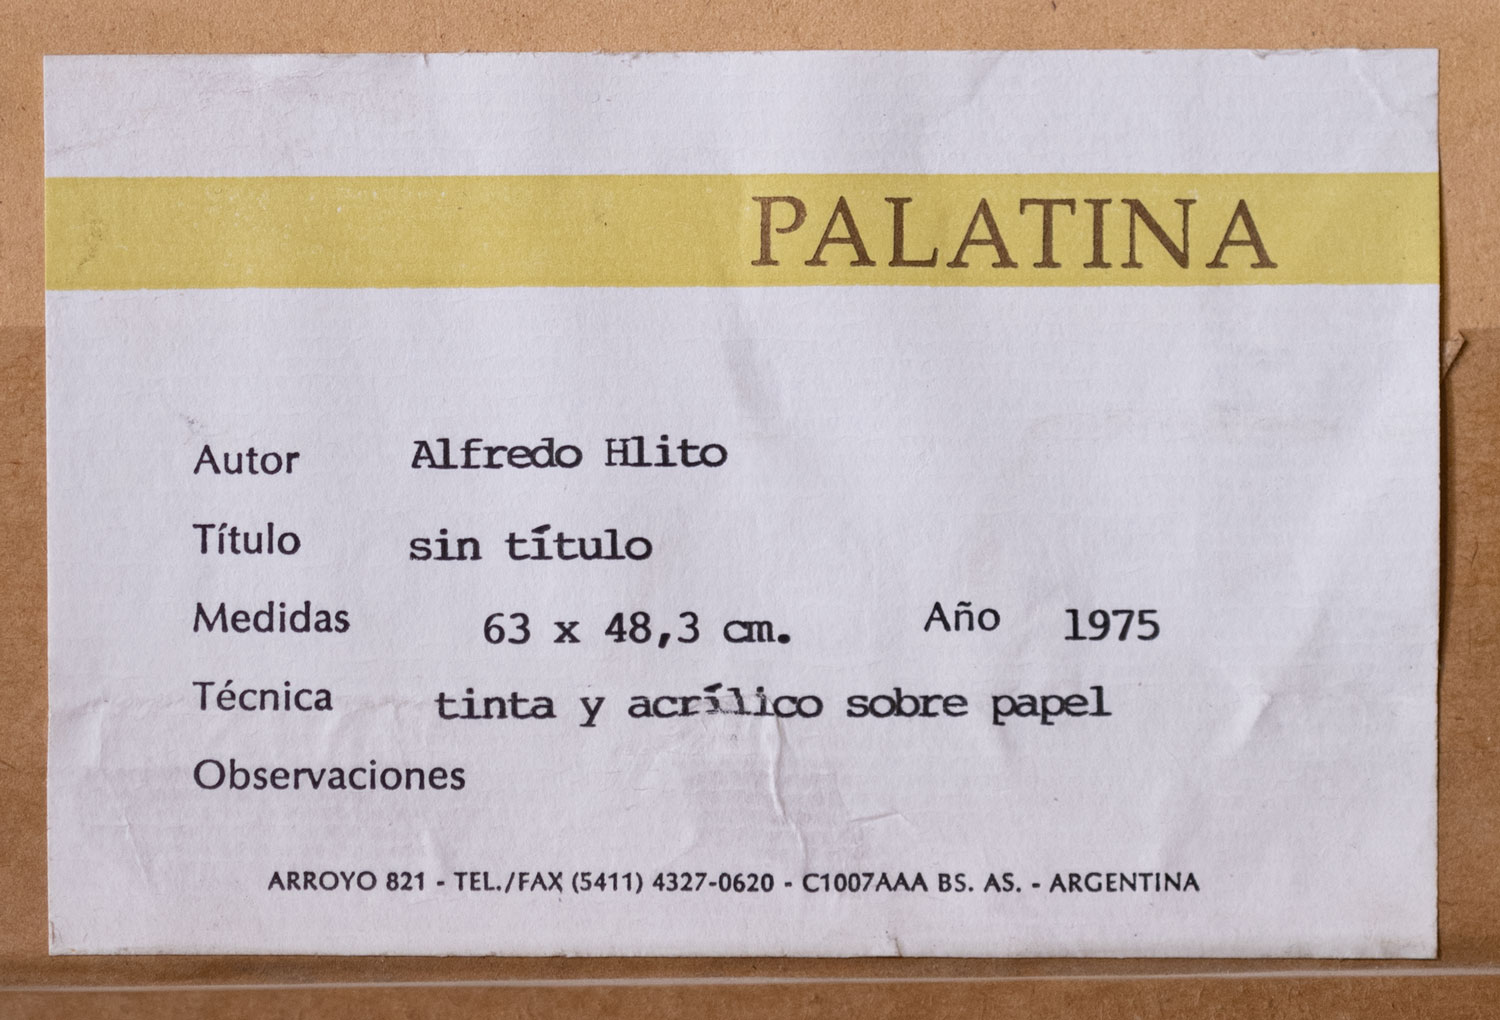 PALATINA
Autor Alfredo Hlito
Título sin título
Medidas 63 x 48,3 cm. Año 1975
Técnica tinta y acrílico sobre papel
Observaciones
ARROYO 821 - TEL./FAX (5411) 4327-0620 - C1007AAA BS. AS. - ARGENTINA